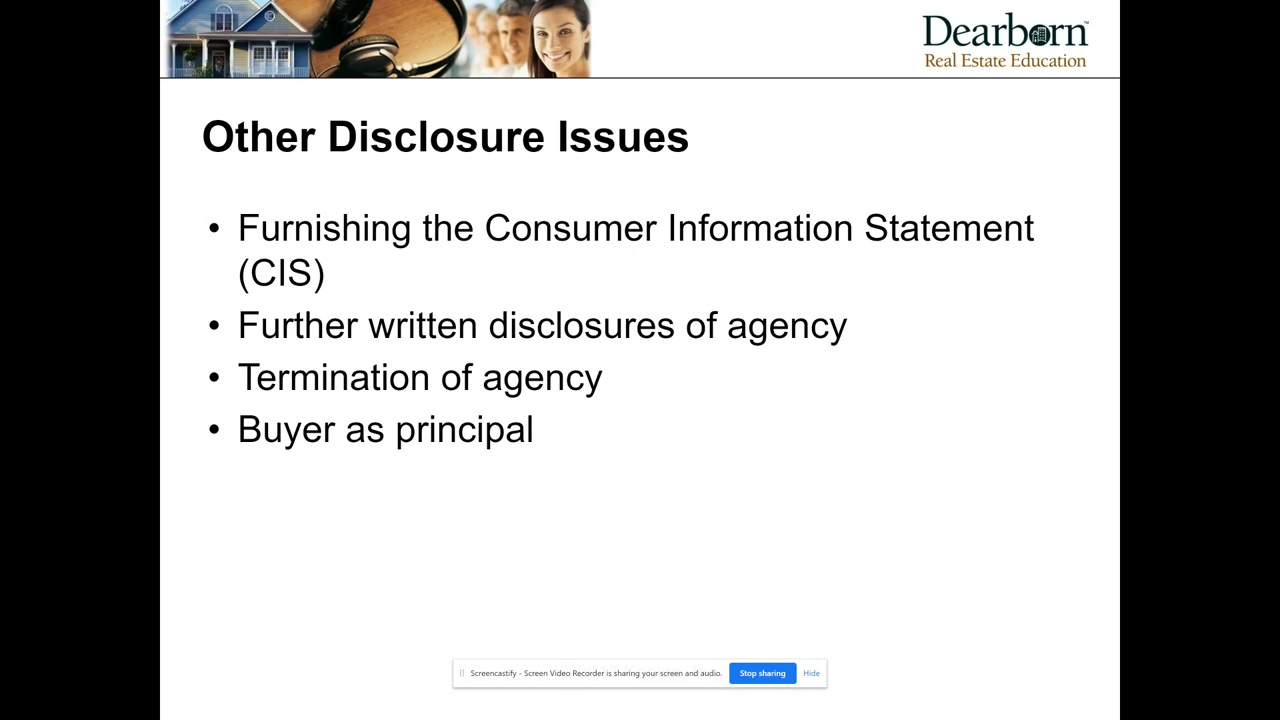 Dearborn™
Real Estate Education
Other Disclosure Issues
• Furnishing the Consumer Information Statement
(CIS)
• Further written disclosures of agency
• Termination of agency
• Buyer as principal
Screencastify - Screen Video Recorder is sharing your screen and audio. Stop sharing Hide